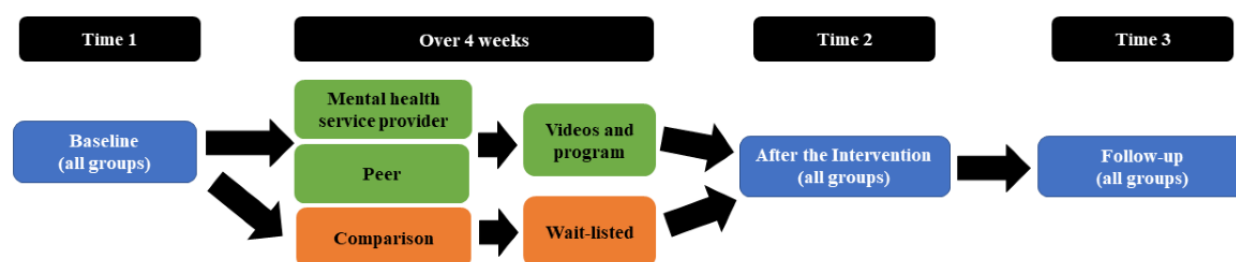 Time 1
Over 4 weeks
Time 2
Time 3
Baseline
(all groups)
Mental health
service provider
Peer
Comparison
Videos and
program
Wait-listed
After the Intervention
(all groups)
Follow-up
(all groups)